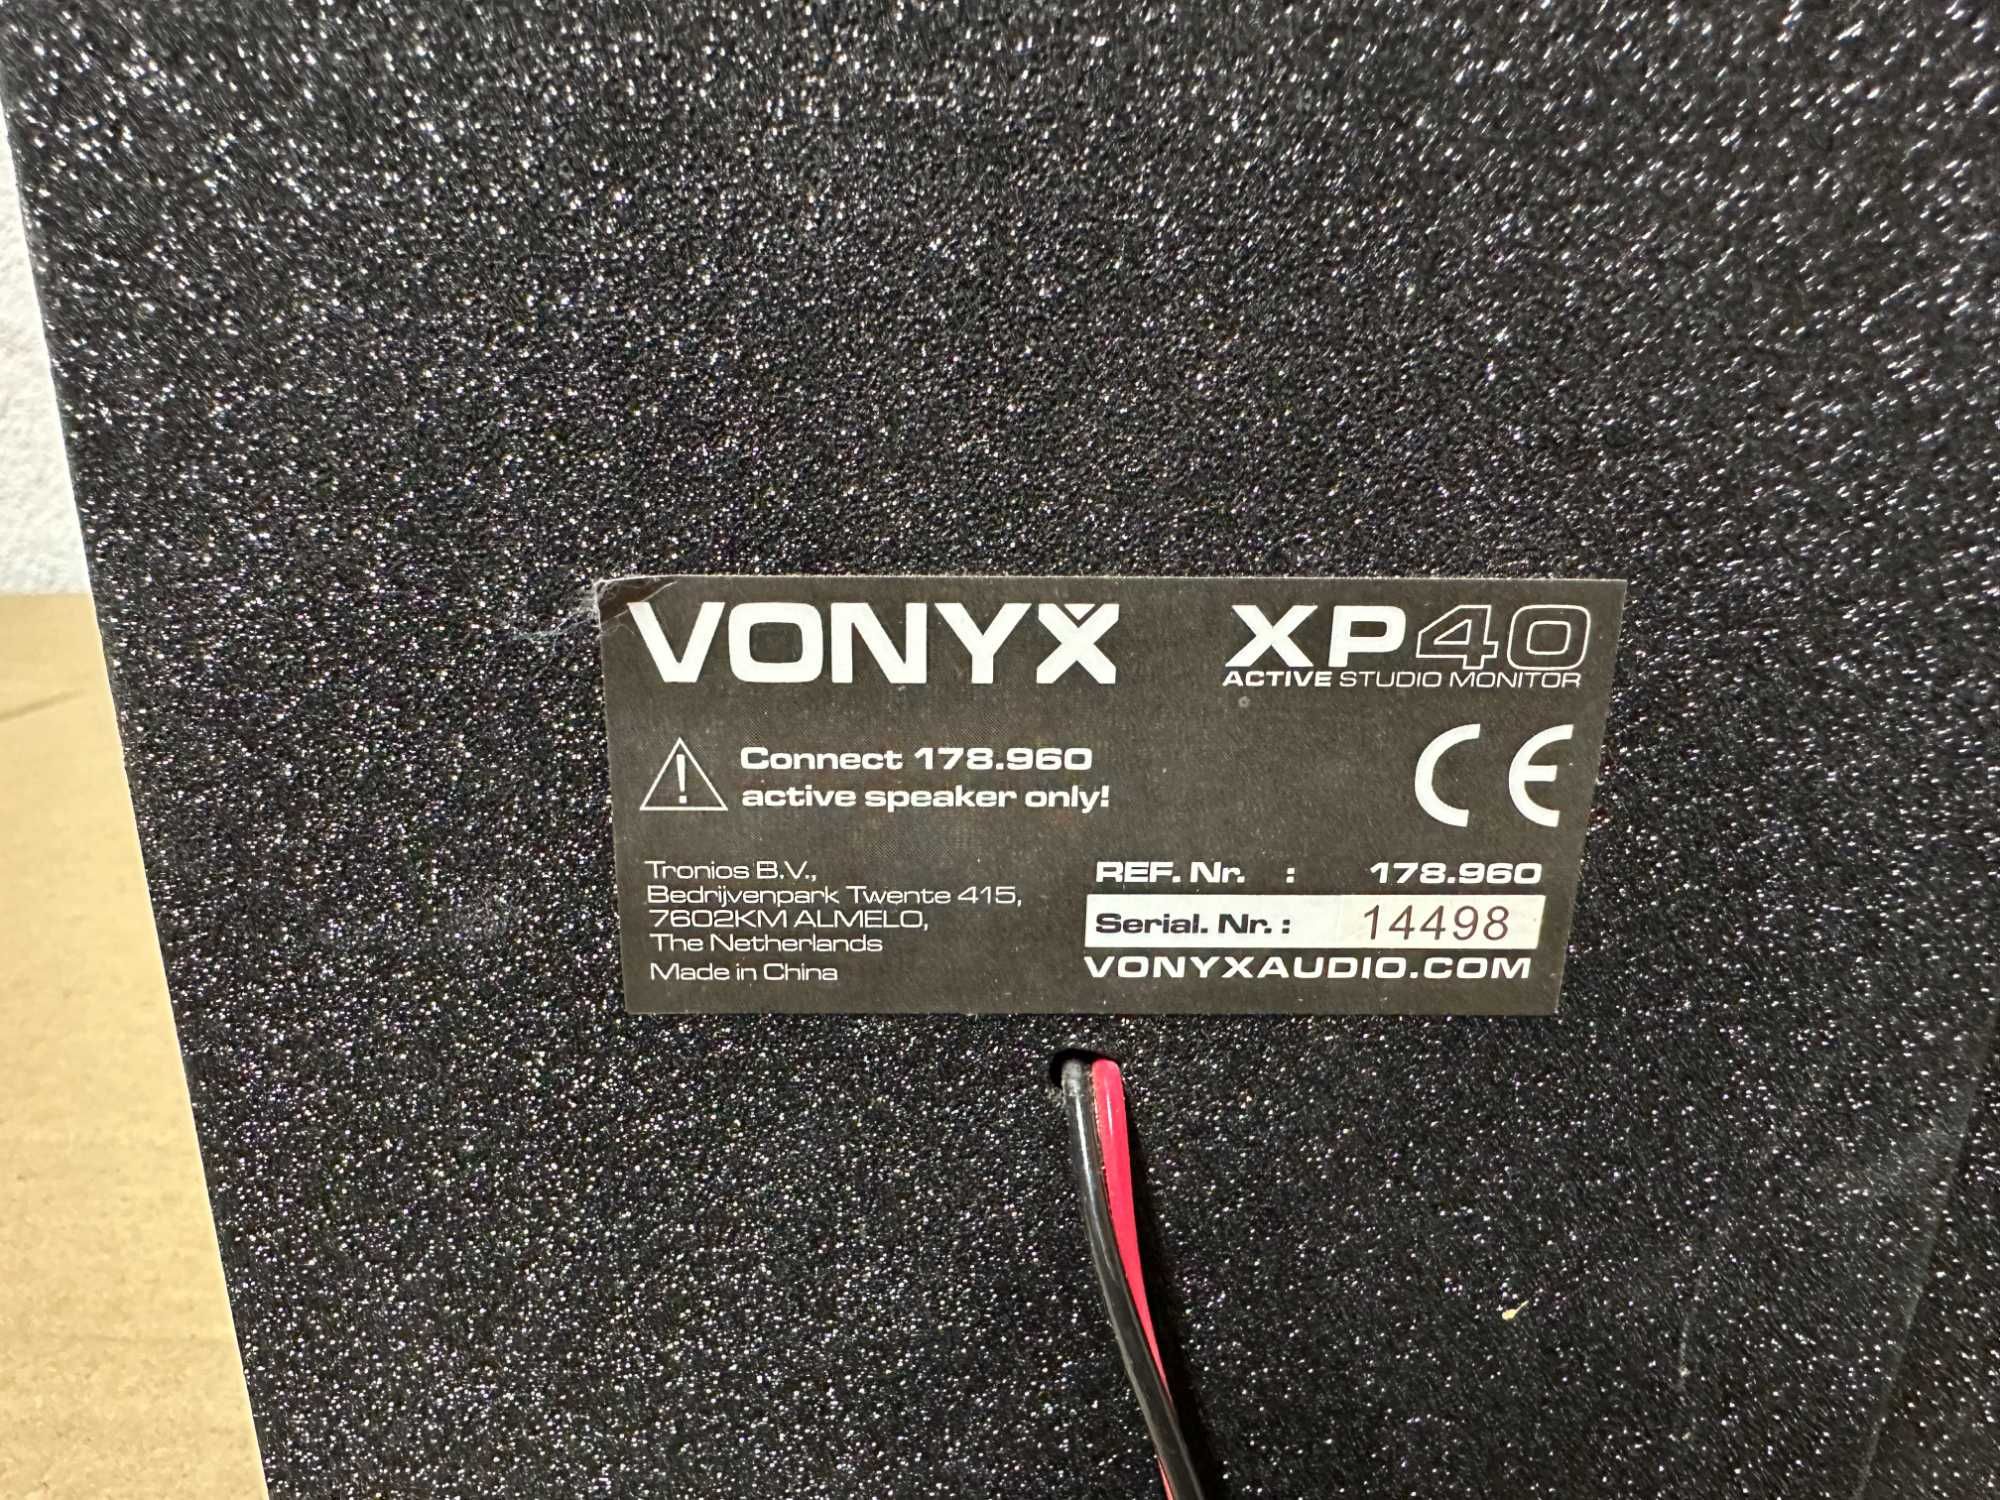 VONYX
XP40
ACTIVE STUDIO MONITOR
Connect 178.960
active speaker only!
CE
Tronios B.V.,
Bedrijvenpark Twente 415,
7602KM ALMELO,
The Netherlands
Made in China
REF. Nr. : 178.960
Serial. Nr. : 14498
VONYXAUDIO.COM